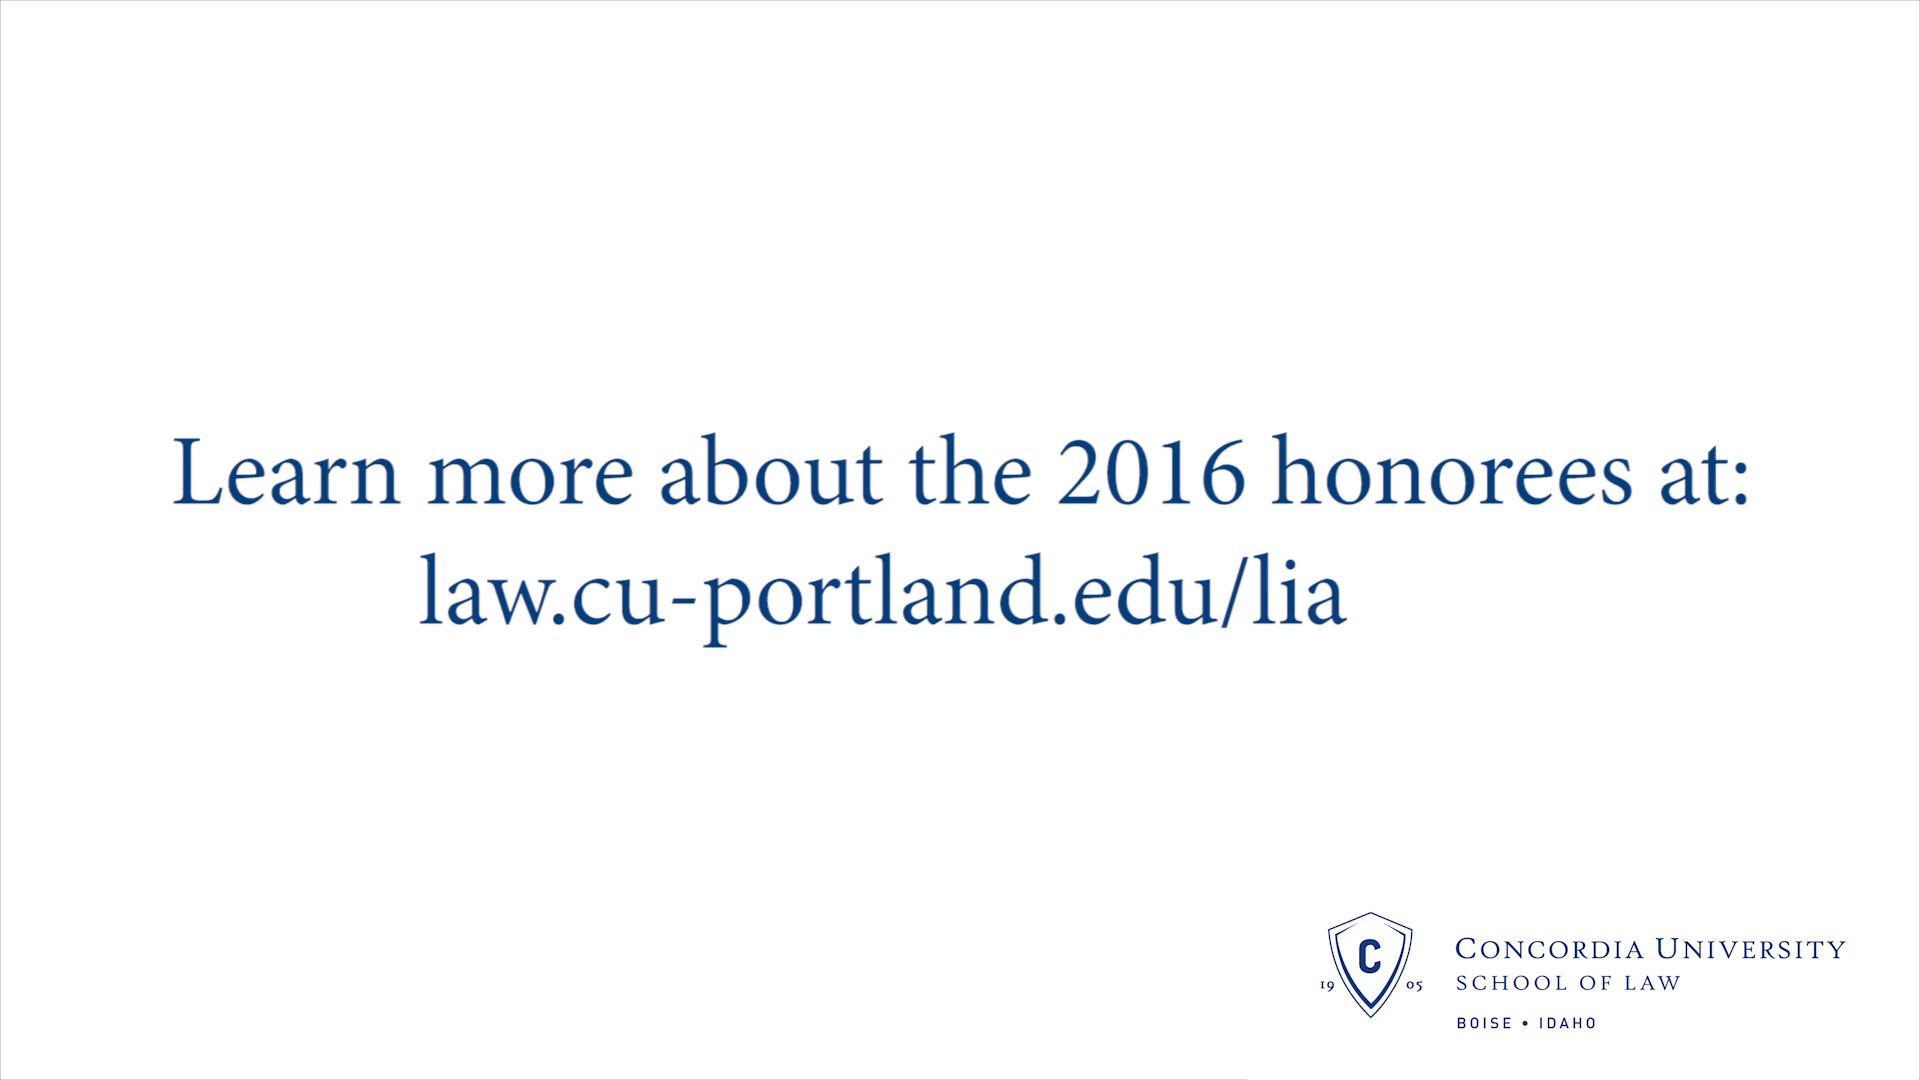 Learn more about the 2016 honorees at:
law.cu-portland.edu/lia
C
19 05
CONCORDIA UNIVERSITY
SCHOOL OF LAW
BOISE • IDAHO